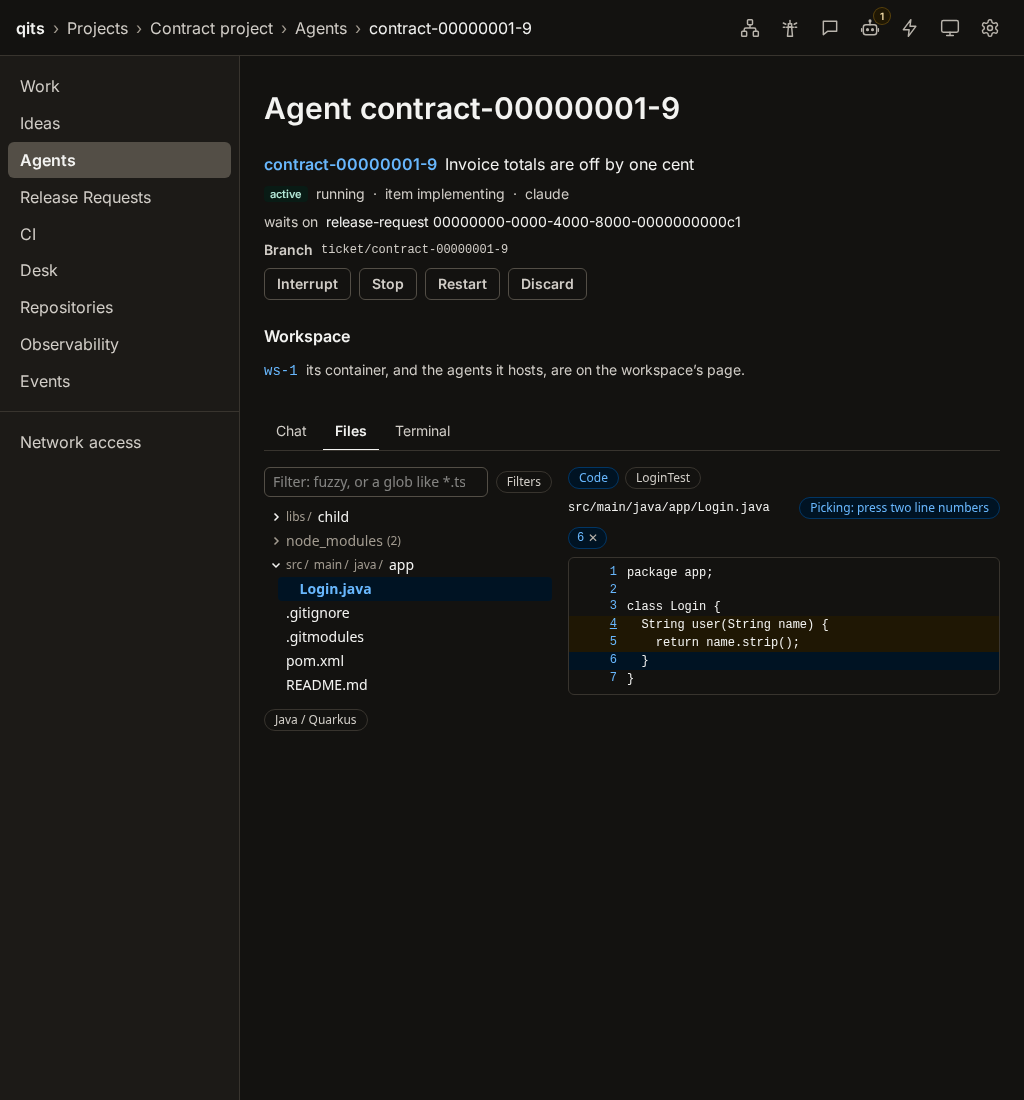 qits › Projects › Contract project › Agents › contract-00000001-9
1
Work
Ideas
Agents
Release Requests
CI
Desk
Repositories
Observability
Events
Network access
Agent contract-00000001-9
contract-00000001-9 Invoice totals are off by one cent
active running · item implementing · claude
waits on release-request 00000000-0000-4000-8000-0000000000c1
Branch ticket/contract-00000001-9
Interrupt Stop Restart Discard
Workspace
ws-1 its container, and the agents it hosts, are on the workspace’s page.
Chat Files Terminal
Filter: fuzzy, or a glob like *.ts Filters
libs/ child
node_modules (2)
src/ main/ java/ app
Login.java
.gitignore
.gitmodules
pom.xml
README.md
Java / Quarkus
Code LoginTest
src/main/java/app/Login.java Picking: press two line numbers
6 ✕
1 package app;
2
3 class Login {
4 String user(String name) {
5 return name.strip();
6 }
7 }